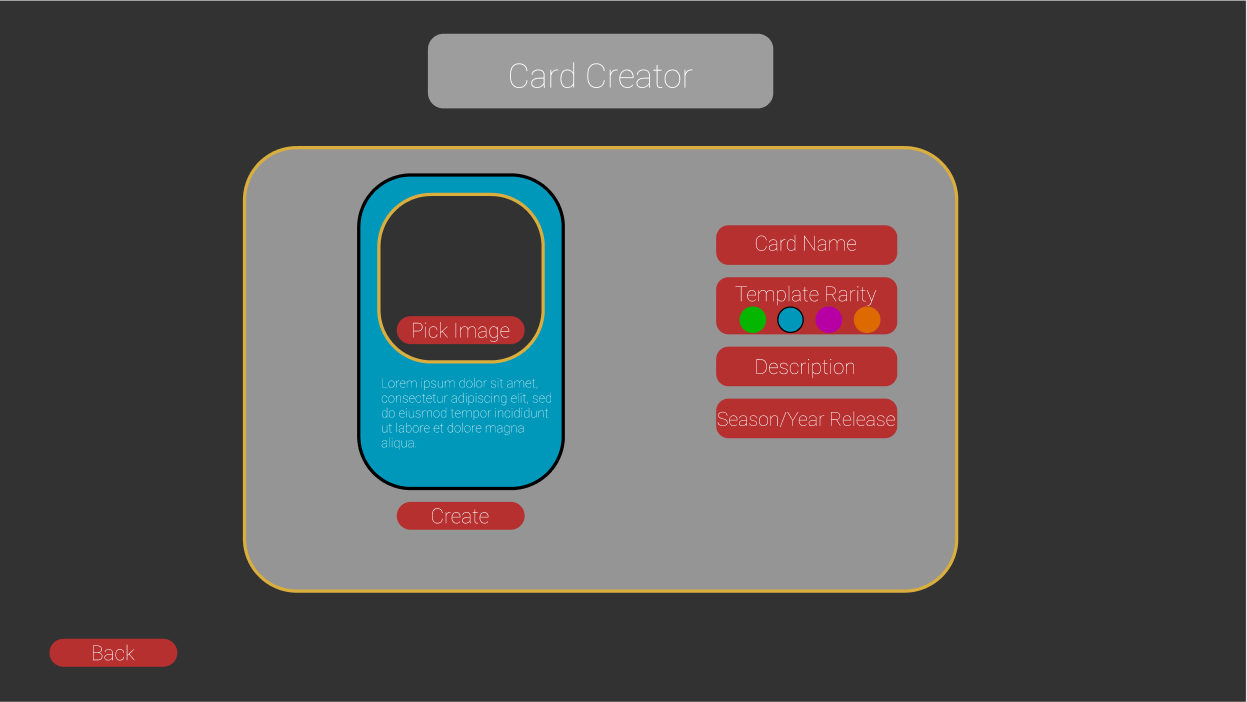 Card Creator
Pick Image
Lorem ipsum dolor sit amet,
consectetur adipiscing elit, sed
do eiusmod tempor incididunt
ut labore et dolore magna
aliqua.
Create
Card Name
Template Rarity
Description
Season/Year Release
Back